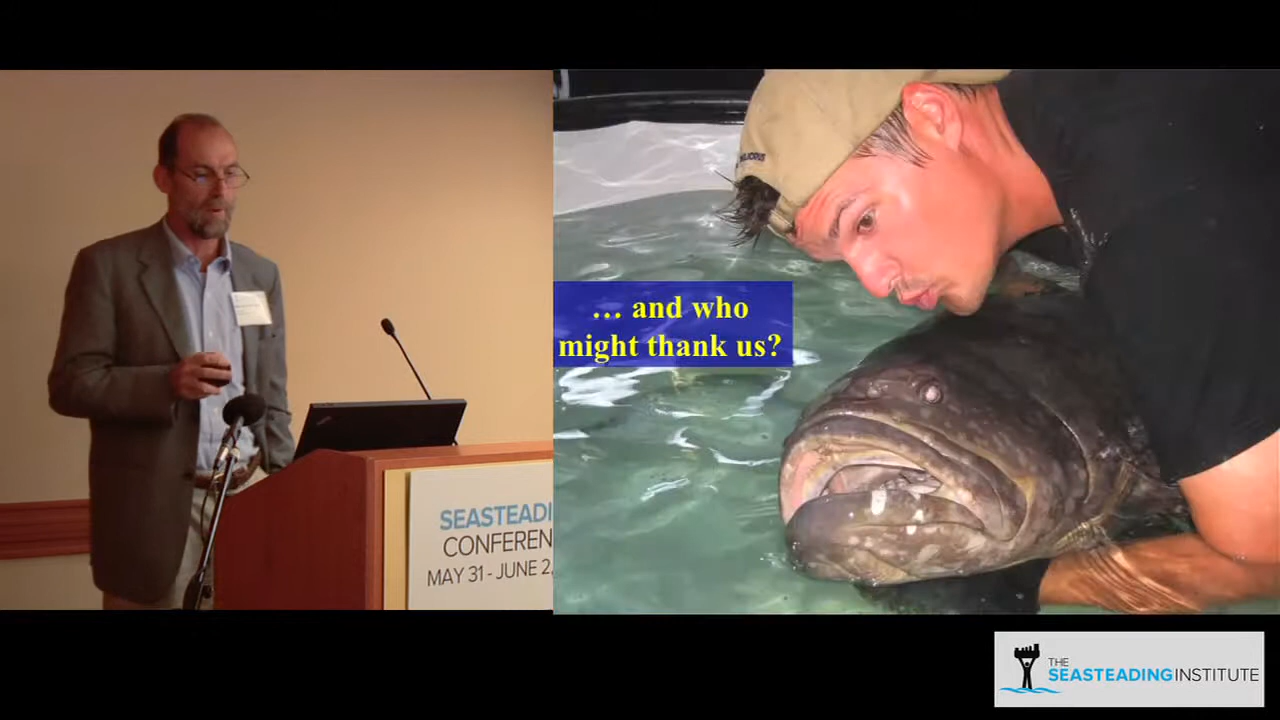 … and who
might thank us?
SEASTEADI
CONFEREN
MAY 31 - JUNE 2,
THE
SEASTEADING INSTITUTE